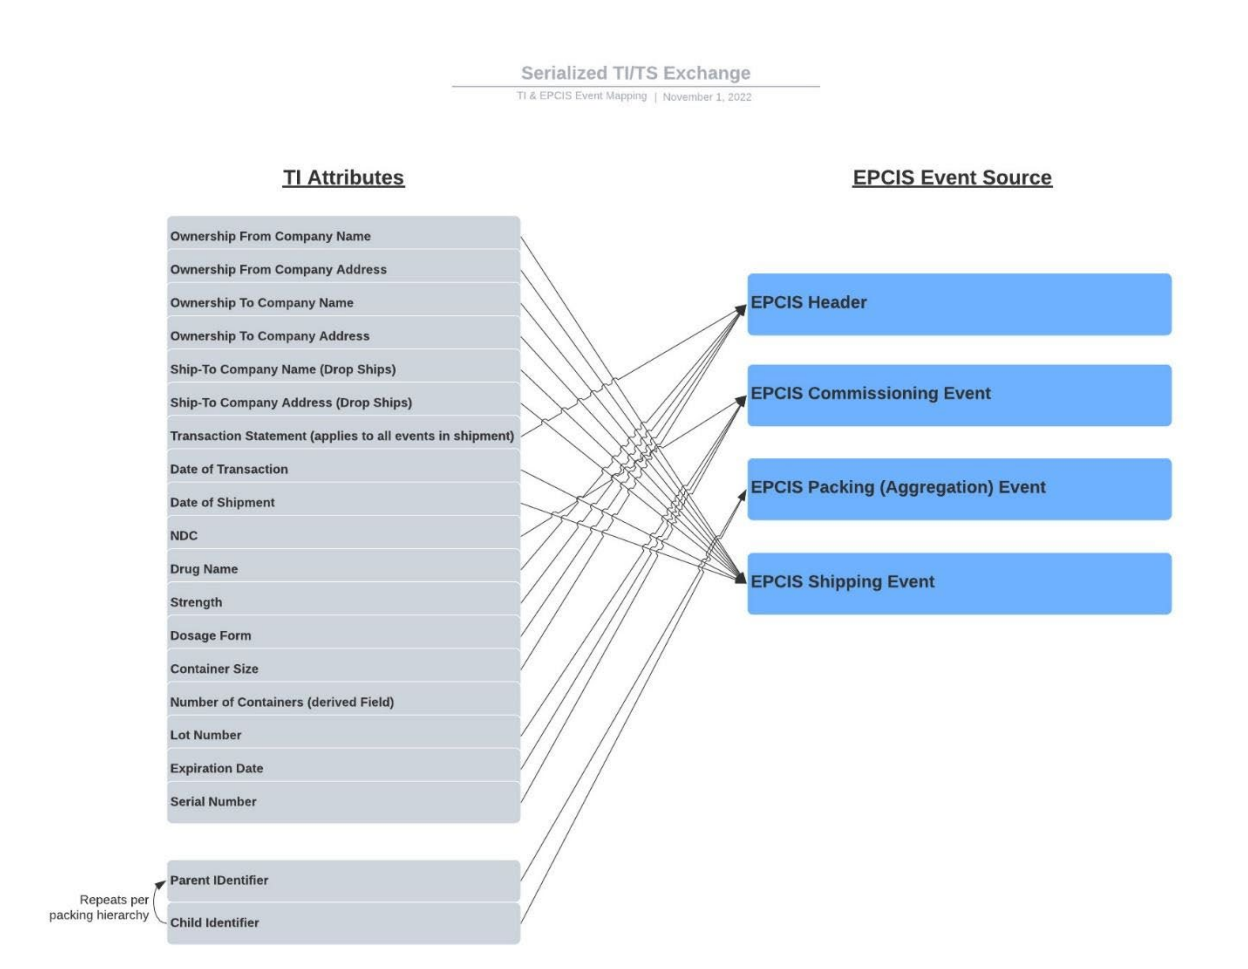 Serialized TI/TS Exchange
TI & EPCIS Event Mapping | November 1, 2022
TI Attributes
EPCIS Event Source
Ownership From Company Name
Ownership From Company Address
Ownership To Company Name
Ownership To Company Address
Ship-To Company Name (Drop Ships)
Ship-To Company Address (Drop Ships)
Transaction Statement (applies to all events in shipment)
Date of Transaction
Date of Shipment
NDC
Drug Name
Strength
Dosage Form
Container Size
Number of Containers (derived Field)
Lot Number
Expiration Date
Serial Number
Parent IDentifier
Child Identifier
Repeats per
packing hierarchy
EPCIS Header
EPCIS Commissioning Event
EPCIS Packing (Aggregation) Event
EPCIS Shipping Event